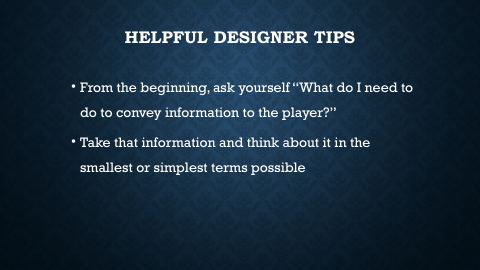 HELPFUL DESIGNER TIPS
• From the beginning, ask yourself “What do I need to
do to convey information to the player?”
• Take that information and think about it in the
smallest or simplest terms possible